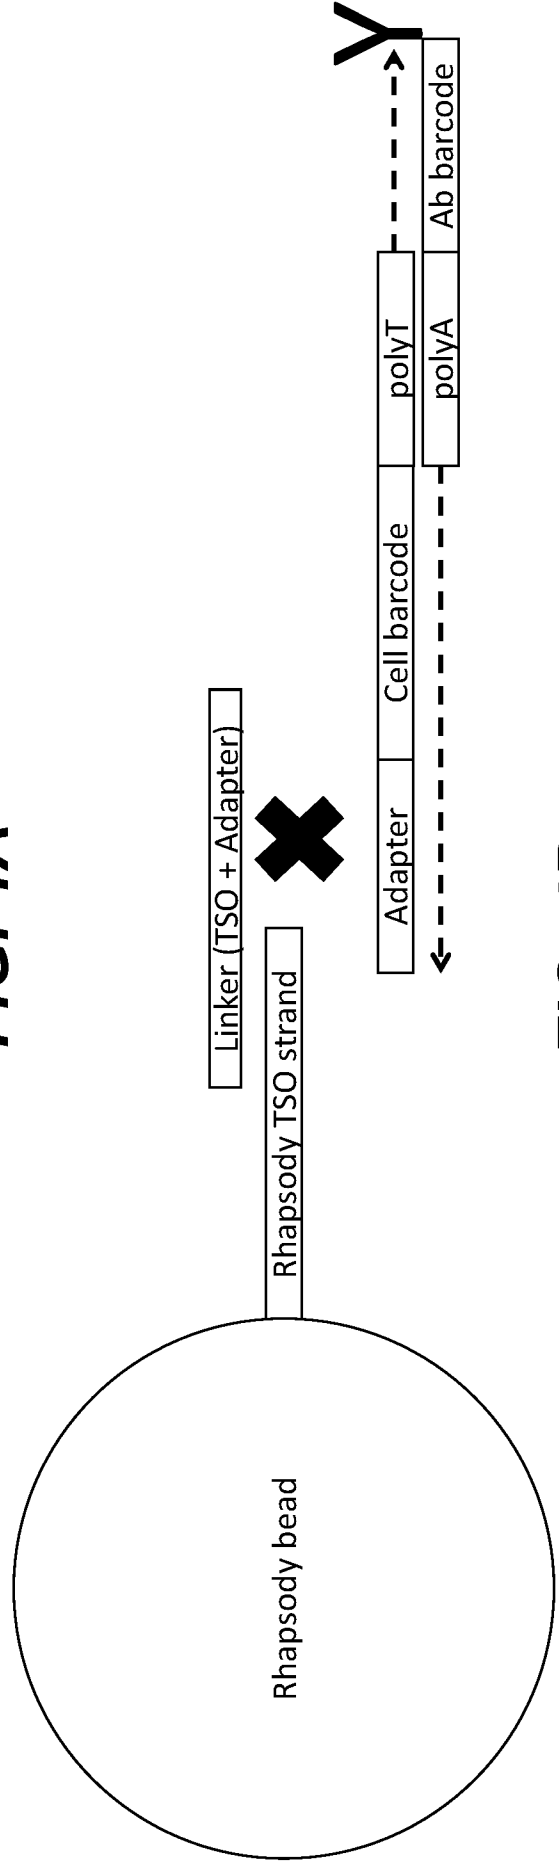 Linker (TSO + Adapter)
Rhapsody bead
Rhapsody TSO strand
Adapter
Cell barcode
polyT
polyA
Ab barcode